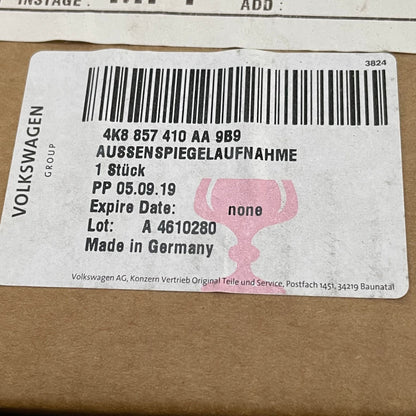 INSTAGE:
ADD:
3B24
VOLKSWAGEN
GROUP
4K8 857 410 AA 9B9
AUSSENSPIEGELAUFNAHME
1 Stück
PP 05.09.19
Expire Date: none
Lot: A 4610280
Made in Germany
Volkswagen AG, Konzern Vertrieb Original Teile und Service, Postfach 1451, 34219 Baunatal